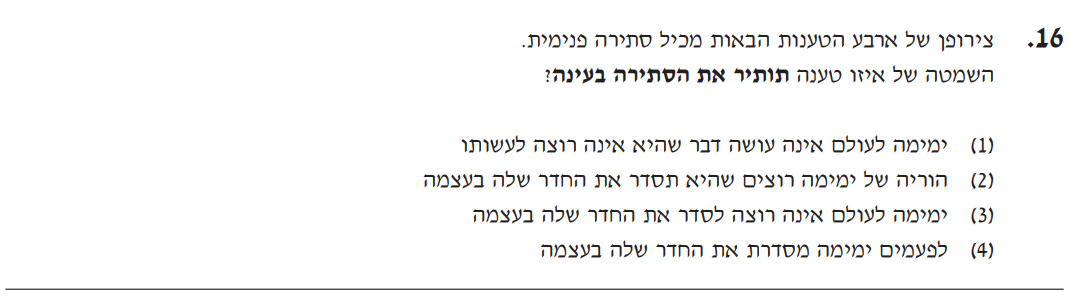 16. צירופן של ארבע הטענות הבאות מכיל סתירה פנימית.
השמטה של איזו טענה תותיר את הסתירה בעינה?
(1) ימימה לעולם אינה עושה דבר שהיא אינה רוצה לעשותו
(2) הוריה של ימימה רוצים שהיא תסדר את החדר שלה בעצמה
(3) ימימה לעולם אינה רוצה לסדר את החדר שלה בעצמה
(4) לפעמים ימימה מסדרת את החדר שלה בעצמה